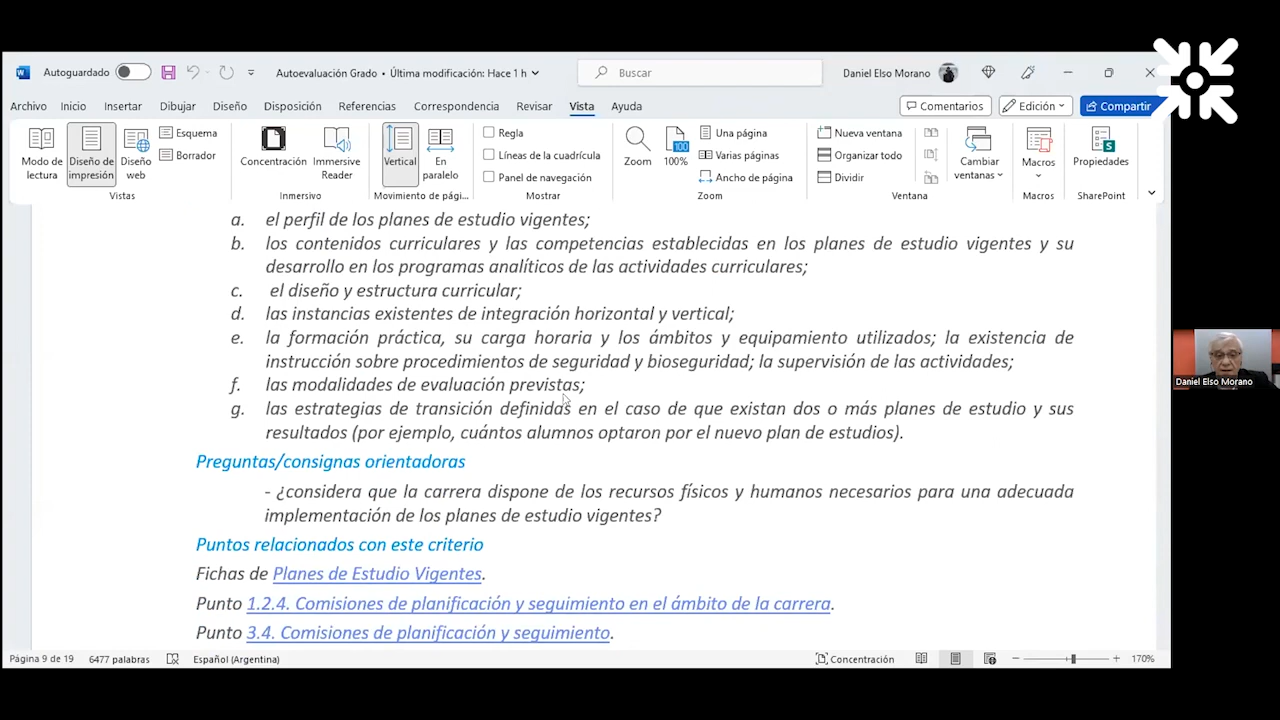 Autoguardado
Autoevaluación Grado • Última modificación: Hace 1 h
Buscar
Daniel Elso Morano
Archivo Inicio Insertar Dibujar Diseño Disposición Referencias Correspondencia Revisar Vista Ayuda
Comentarios Edición Compartir
Modo de lectura
Diseño de impresión
Diseño web
Esquema
Borrador
Vistas
Concentración
Immersive Reader
Inmersivo
Vertical
En paralelo
Movimiento de pági...
Regla
Líneas de la cuadrícula
Panel de navegación
Mostrar
Zoom
100
100%
Una página
Varias páginas
Ancho de página
Zoom
Nueva ventana
Organizar todo
Dividir
Cambiar ventanas
Ventana
Macros
Macros
Propiedades
SharePoint
a. el perfil de los planes de estudio vigentes;
b. los contenidos curriculares y las competencias establecidas en los planes de estudio vigentes y su
desarrollo en los programas analíticos de las actividades curriculares;
c. el diseño y estructura curricular;
d. las instancias existentes de integración horizontal y vertical;
e. la formación práctica, su carga horaria y los ámbitos y equipamiento utilizados; la existencia de
instrucción sobre procedimientos de seguridad y bioseguridad; la supervisión de las actividades;
f. las modalidades de evaluación previstas;
g. las estrategias de transición definidas en el caso de que existan dos o más planes de estudio y sus
resultados (por ejemplo, cuántos alumnos optaron por el nuevo plan de estudios).
Preguntas/consignas orientadoras
- ¿considera que la carrera dispone de los recursos físicos y humanos necesarios para una adecuada
implementación de los planes de estudio vigentes?
Puntos relacionados con este criterio
Fichas de Planes de Estudio Vigentes.
Punto 1.2.4. Comisiones de planificación y seguimiento en el ámbito de la carrera.
Punto 3.4. Comisiones de planificación y seguimiento.
Daniel Elso Morano
Página 9 de 19 6477 palabras Español (Argentina) Concentración 170%